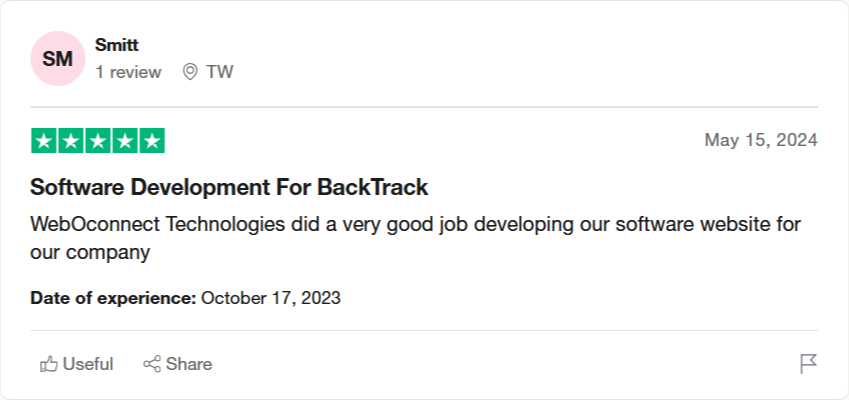 SM
Smitt
1 review TW
May 15, 2024
Software Development For BackTrack
WebOconnect Technologies did a very good job developing our software website for
our company
Date of experience: October 17, 2023
Useful Share